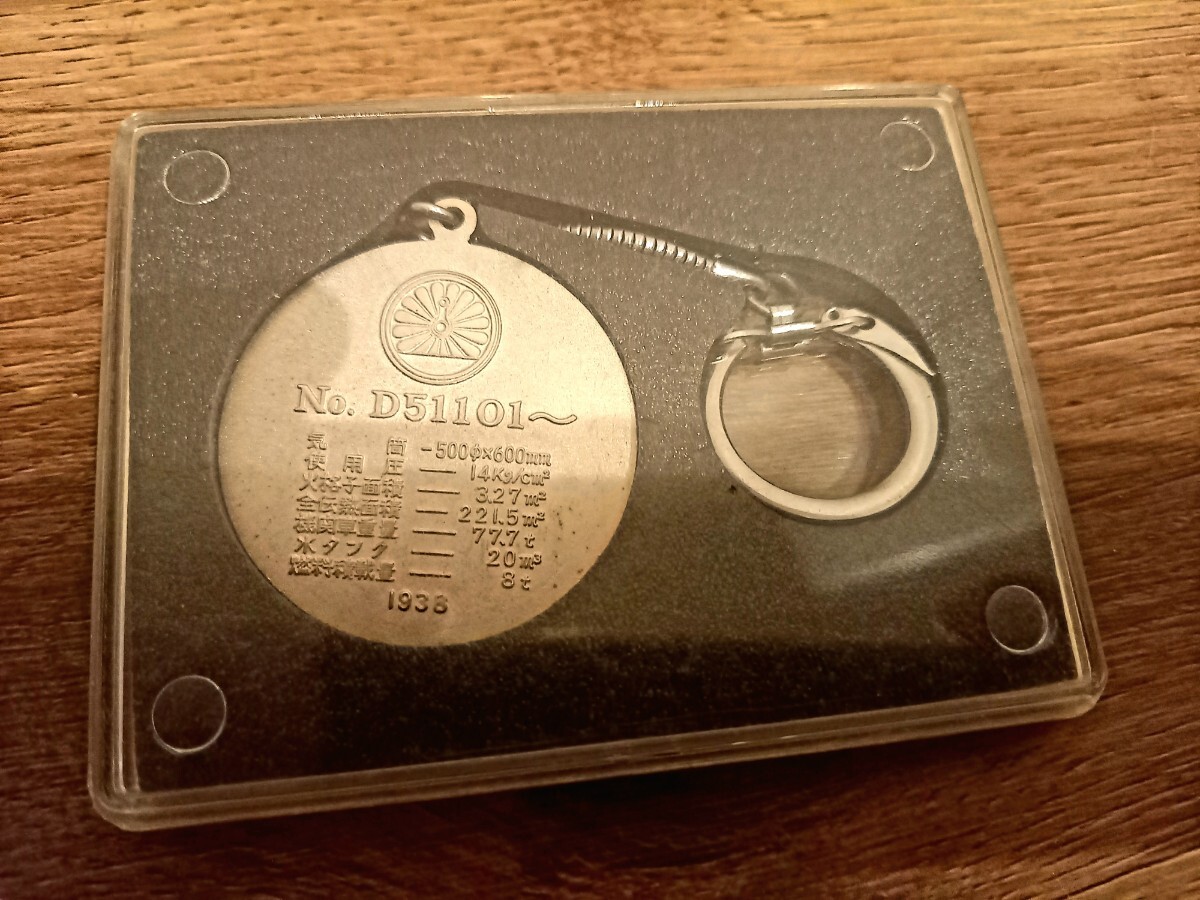 No. D51101〜
気筒 -500φ×600mm
使用圧 — 14Kg/cm²
火格子面積 — 3.27m²
全伝熱面積 — 221.5m²
機関車重量 — 77.7t
水タンク — 20m³
燃料積載量 — 8t
1938